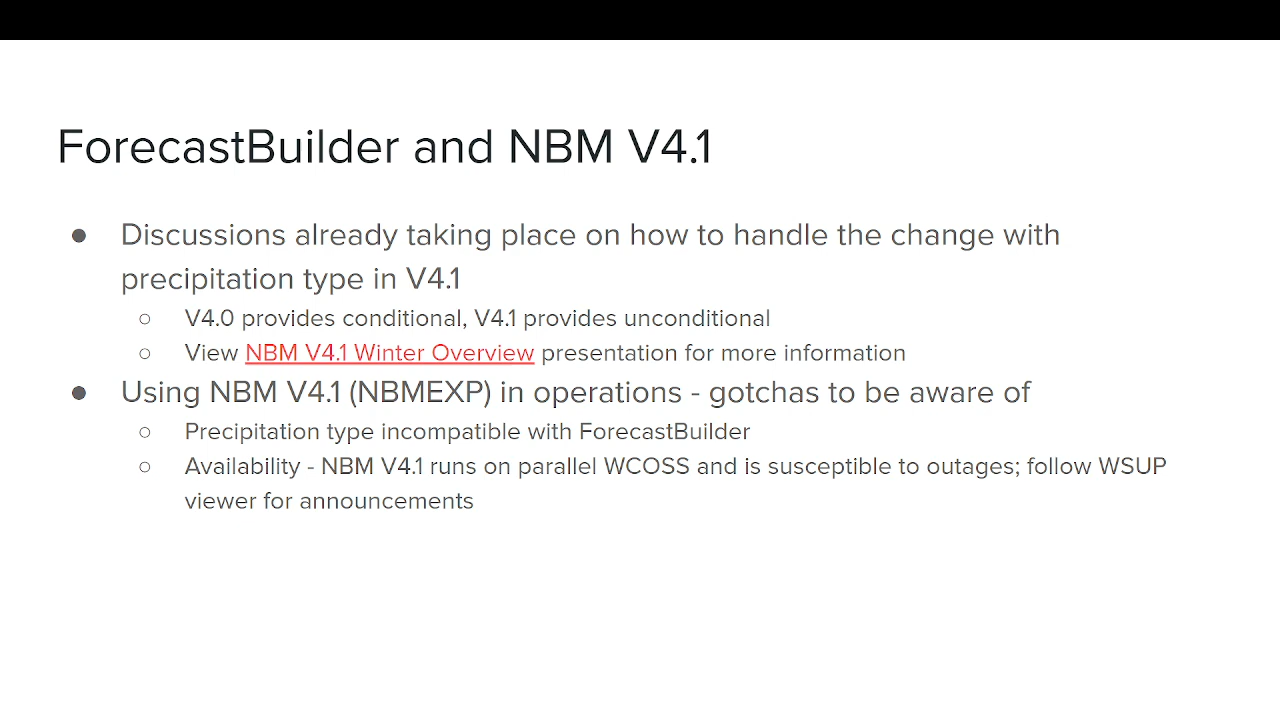 ForecastBuilder and NBM V4.1
● Discussions already taking place on how to handle the change with
precipitation type in V4.1
○ V4.0 provides conditional, V4.1 provides unconditional
○ View NBM V4.1 Winter Overview presentation for more information
● Using NBM V4.1 (NBMEXP) in operations - gotchas to be aware of
○ Precipitation type incompatible with ForecastBuilder
○ Availability - NBM V4.1 runs on parallel WCOSS and is susceptible to outages; follow WSUP
viewer for announcements